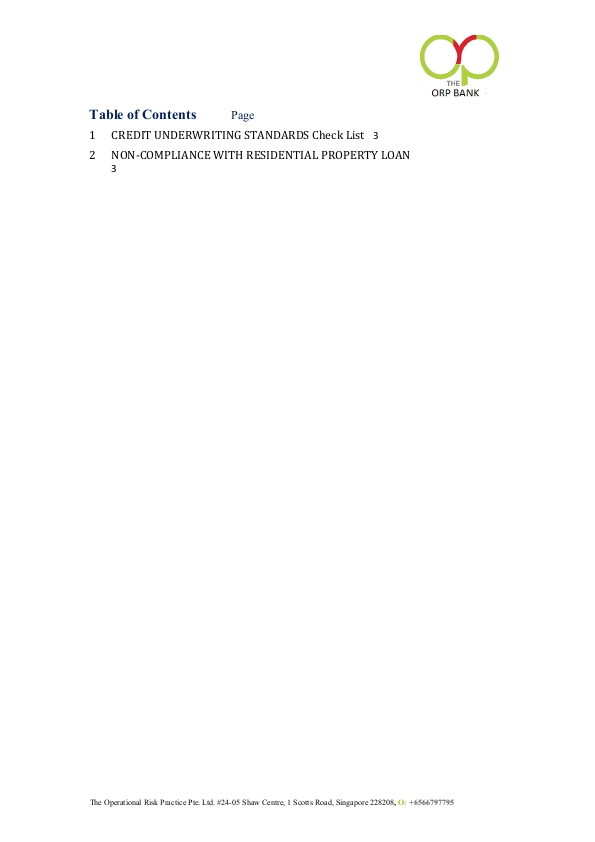 THE
ORP BANK
Table of Contents Page
1 CREDIT UNDERWRITING STANDARDS Check List 3
2 NON-COMPLIANCE WITH RESIDENTIAL PROPERTY LOAN
3
The Operational Risk Practice Pte. Ltd. #24-05 Shaw Centre, 1 Scotts Road, Singapore 228208, O: +6566797795